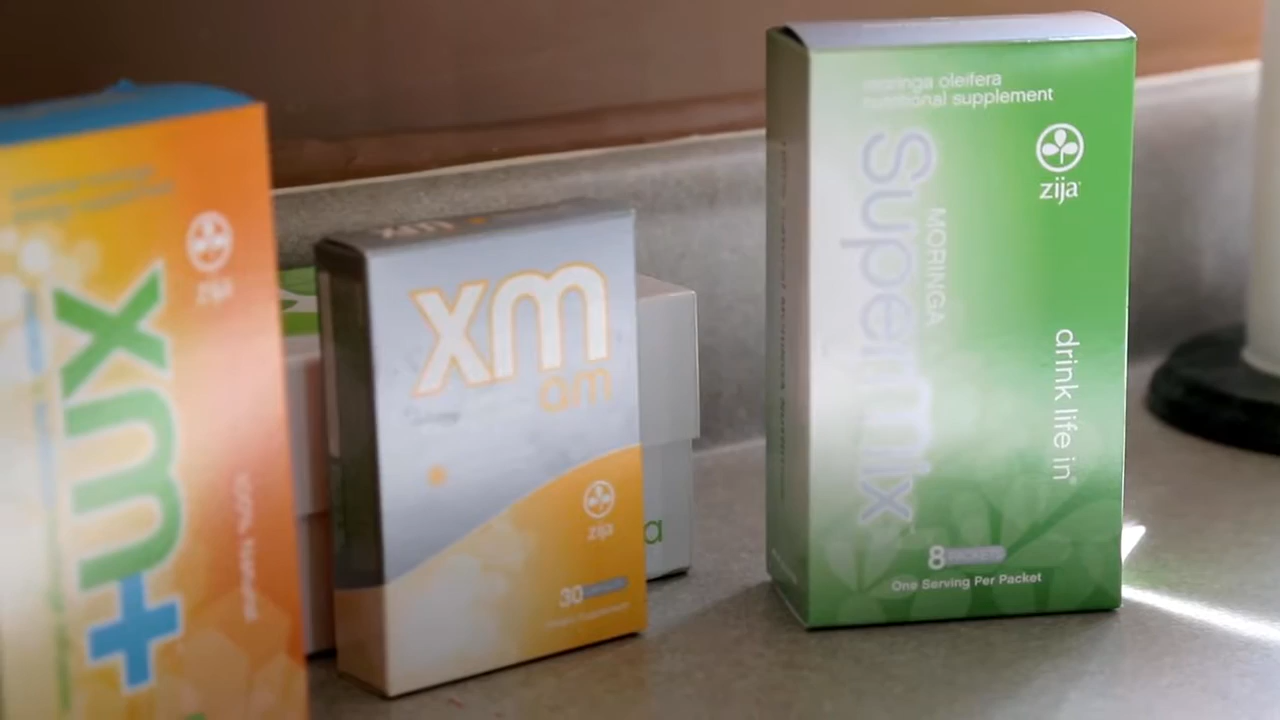 xm+
zija
100% Natural
xm
xm
am
zija
30
a
moringa oleifera
nutritional supplement
zija
Supermix
MORINGA
drink life in
8 PACKETS
One Serving Per Packet